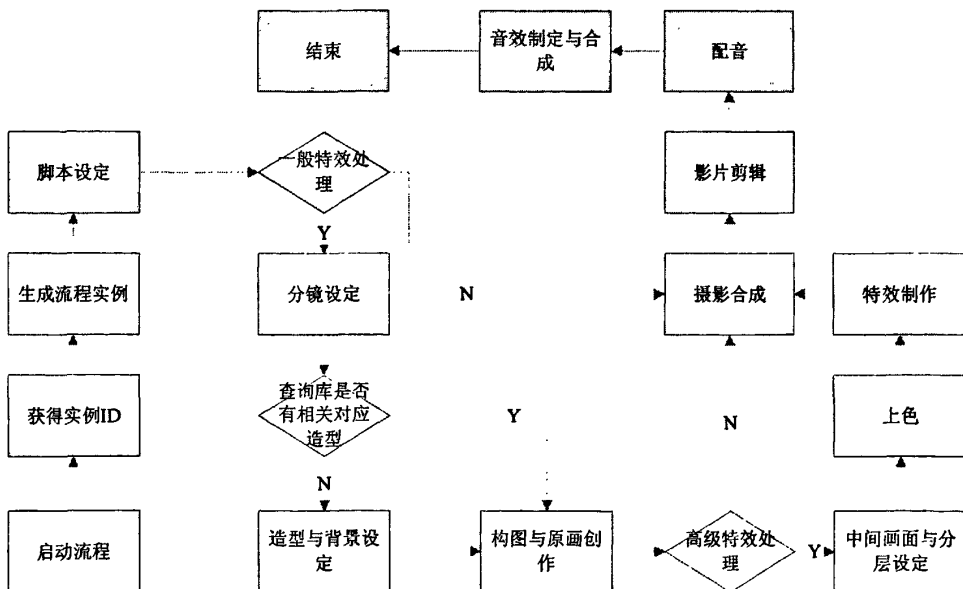 结束
音效制定与合
成
配音
脚本设定
一般特效处
理
影片剪辑
Y
生成流程实例
分镜设定
N
摄影合成
特效制作
获得实例ID
查询库是否
有相关对应
造型
Y
N
上色
N
启动流程
造型与背景设
定
构图与原画创
作
高级特效处
理
Y
中间画面与分
层设定